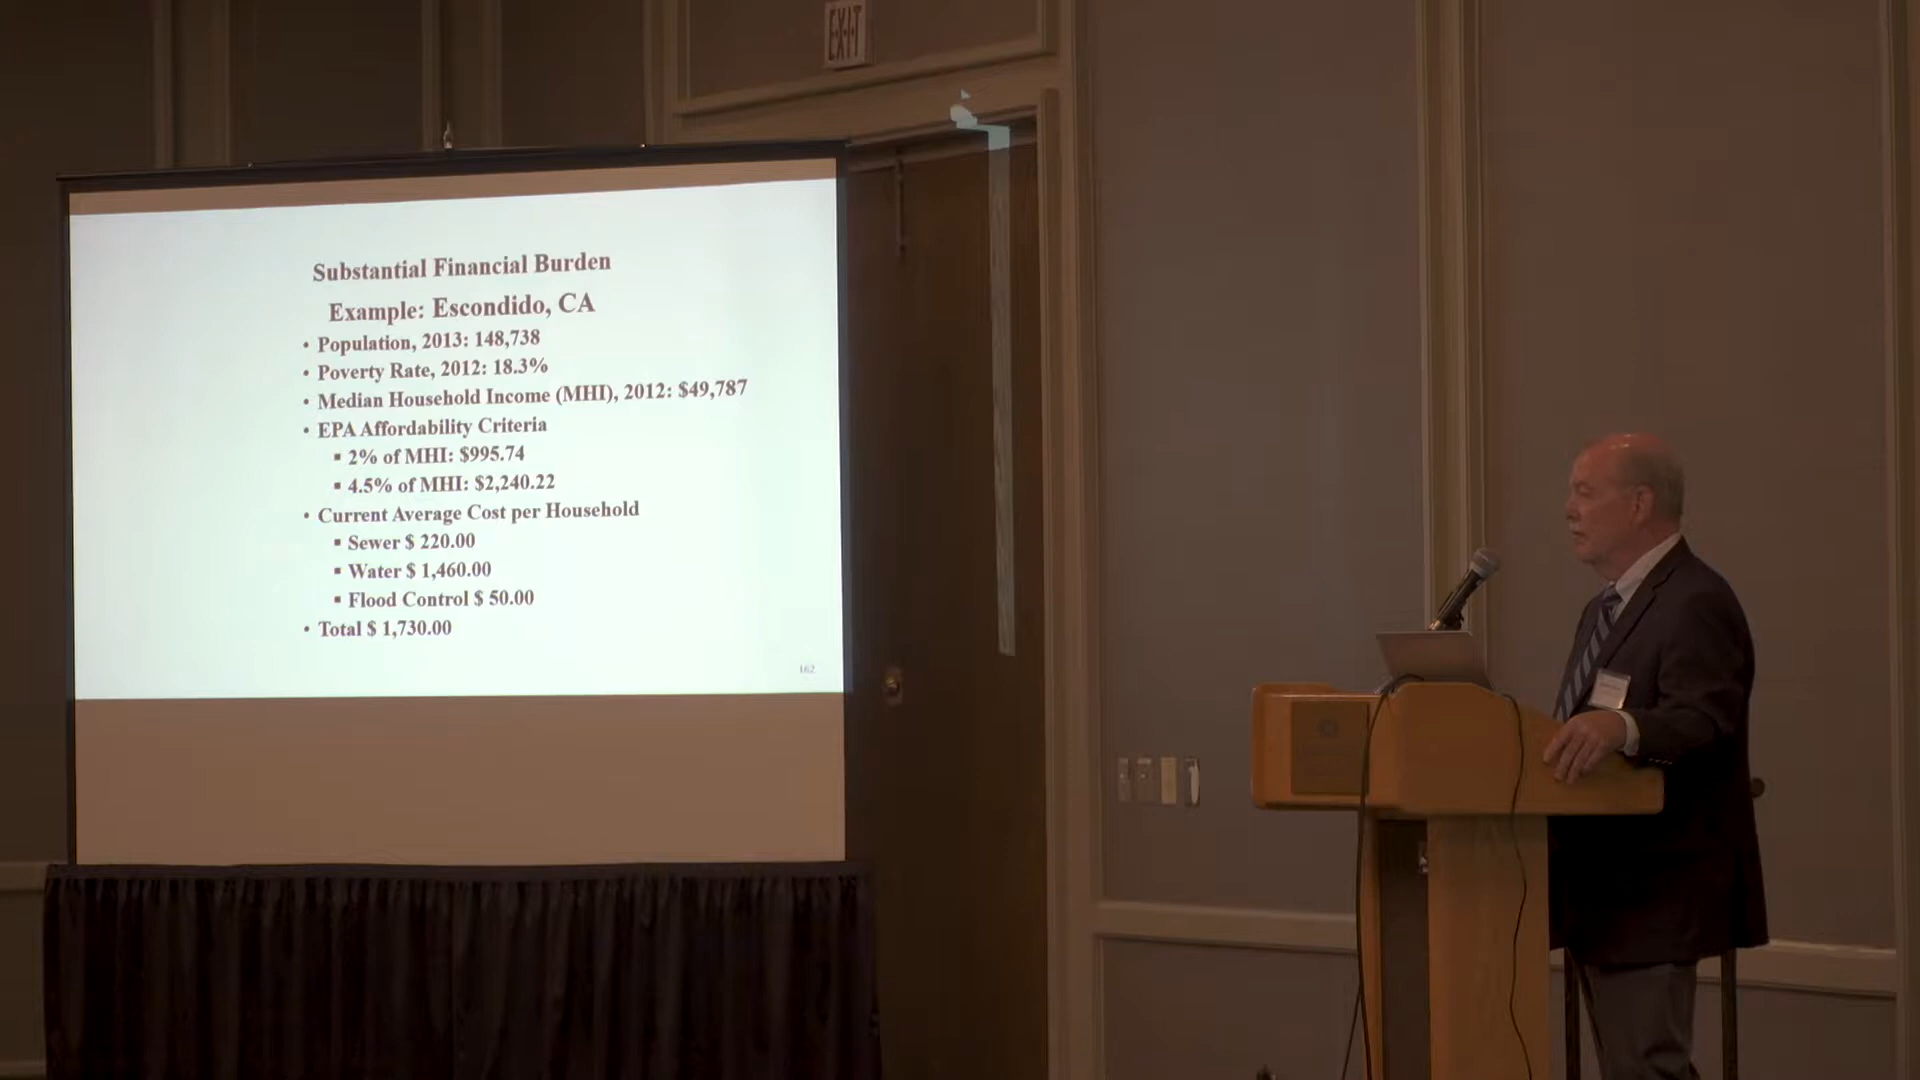 EXIT
Substantial Financial Burden
Example: Escondido, CA
• Population, 2013: 148,738
• Poverty Rate, 2012: 18.3%
• Median Household Income (MHI), 2012: $49,787
• EPA Affordability Criteria
▪ 2% of MHI: $995.74
▪ 4.5% of MHI: $2,240.22
• Current Average Cost per Household
▪ Sewer $ 220.00
▪ Water $ 1,460.00
▪ Flood Control $ 50.00
• Total $ 1,730.00
162